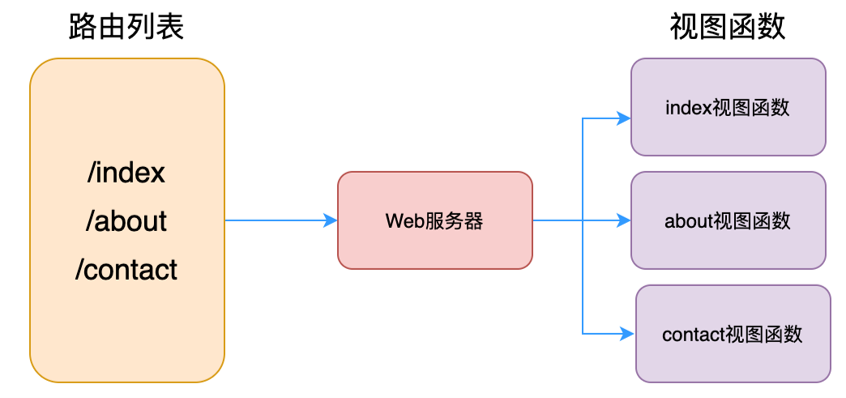 路由列表
/index
/about
/contact
Web服务器
视图函数
index视图函数
about视图函数
contact视图函数